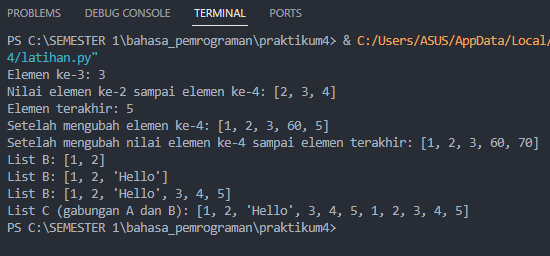 PROBLEMS DEBUG CONSOLE TERMINAL PORTS
PS C:\SEMESTER 1\bahasa_pemrograman\praktikum4> & C:/Users/ASUS/AppData/Local/
4/latihan.py"
Elemen ke-3: 3
Nilai elemen ke-2 sampai elemen ke-4: [2, 3, 4]
Elemen terakhir: 5
Setelah mengubah elemen ke-4: [1, 2, 3, 60, 5]
Setelah mengubah nilai elemen ke-4 sampai elemen terakhir: [1, 2, 3, 60, 70]
List B: [1, 2]
List B: [1, 2, 'Hello']
List B: [1, 2, 'Hello', 3, 4, 5]
List C (gabungan A dan B): [1, 2, 'Hello', 3, 4, 5, 1, 2, 3, 4, 5]
PS C:\SEMESTER 1\bahasa_pemrograman\praktikum4>